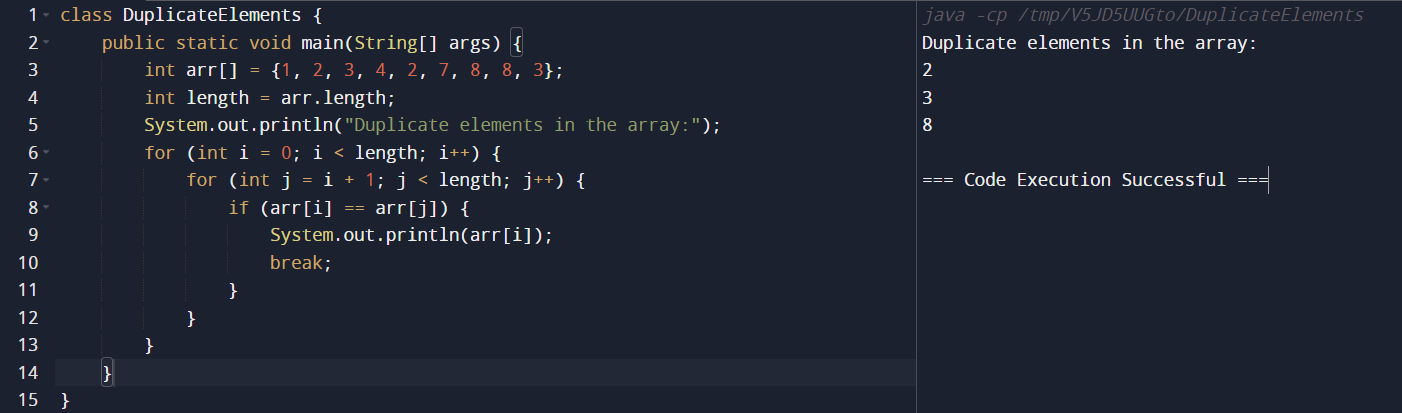 1 class DuplicateElements {
2 public static void main(String[] args) {
3 int arr[] = {1, 2, 3, 4, 2, 7, 8, 8, 3};
4 int length = arr.length;
5 System.out.println("Duplicate elements in the array:");
6 for (int i = 0; i < length; i++) {
7 for (int j = i + 1; j < length; j++) {
8 if (arr[i] == arr[j]) {
9 System.out.println(arr[i]);
10 break;
11 }
12 }
13 }
14 }
15 }
java -cp /tmp/V5JD5UUGto/DuplicateElements
Duplicate elements in the array:
2
3
8
=== Code Execution Successful ===